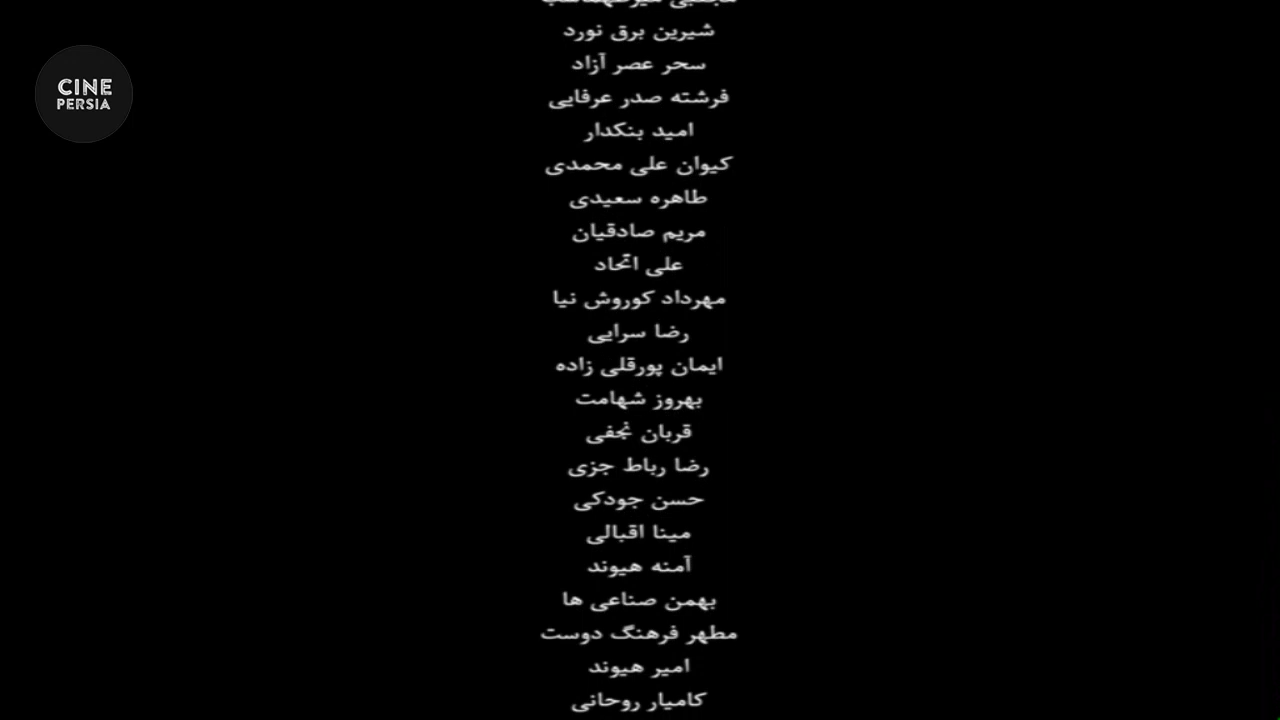 CINE
PERSIA
شیرین برق نورد
سحر عصر آزاد
فرشته صدر عرفایی
امید بنکدار
کیوان علی محمدی
طاهره سعیدی
مریم صادقیان
علی اتّحاد
مهرداد کوروش نیا
رضا سرایی
ایمان پورقلی زاده
بهروز شهامت
قربان نجفی
رضا رباط جزی
حسن جودکی
مینا اقبالی
آمنه هیوند
بهمن صناعی ها
مطهر فرهنگ دوست
امیر هیوند
کامیار روحانی